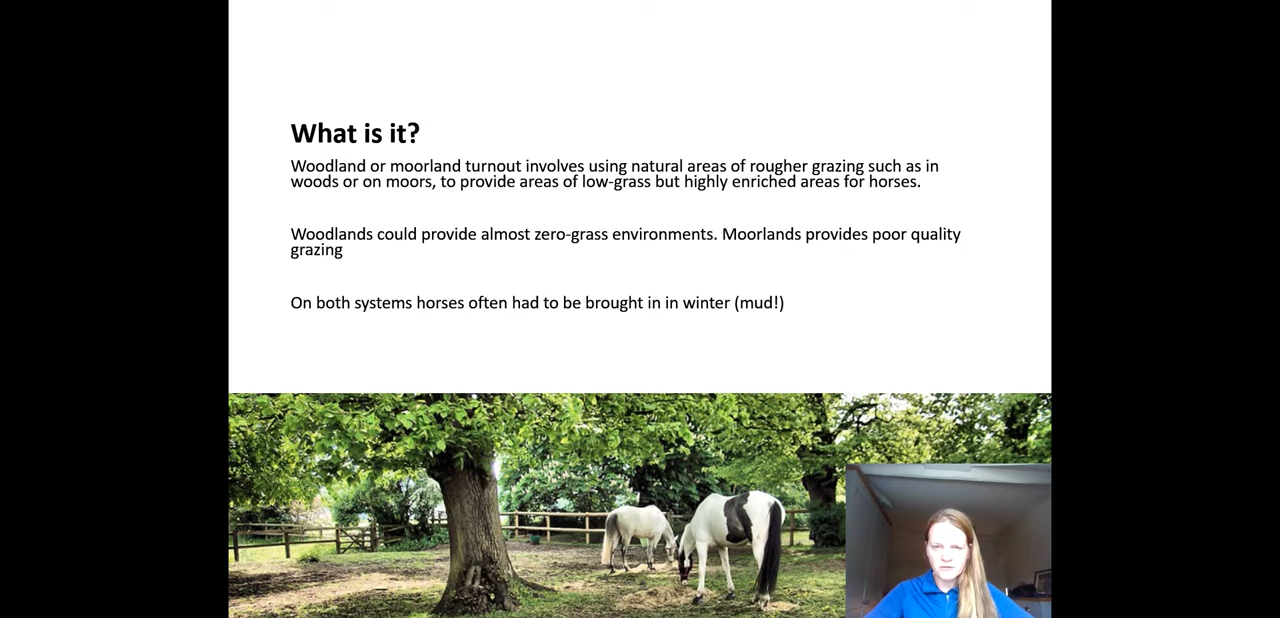 What is it?
Woodland or moorland turnout involves using natural areas of rougher grazing such as in
woods or on moors, to provide areas of low-grass but highly enriched areas for horses.
Woodlands could provide almost zero-grass environments. Moorlands provides poor quality
grazing
On both systems horses often had to be brought in in winter (mud!)